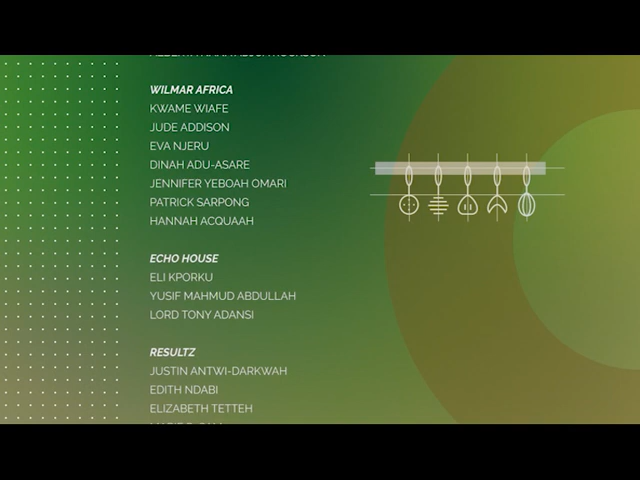 WILMAR AFRICA
KWAME WIAFE
JUDE ADDISON
EVA NJERU
DINAH ADU-ASARE
JENNIFER YEBOAH OMARI
PATRICK SARPONG
HANNAH ACQUAAH
ECHO HOUSE
ELI KPORKU
YUSIF MAHMUD ABDULLAH
LORD TONY ADANSI
RESULTZ
JUSTIN ANTWI-DARKWAH
EDITH NDABI
ELIZABETH TETTEH